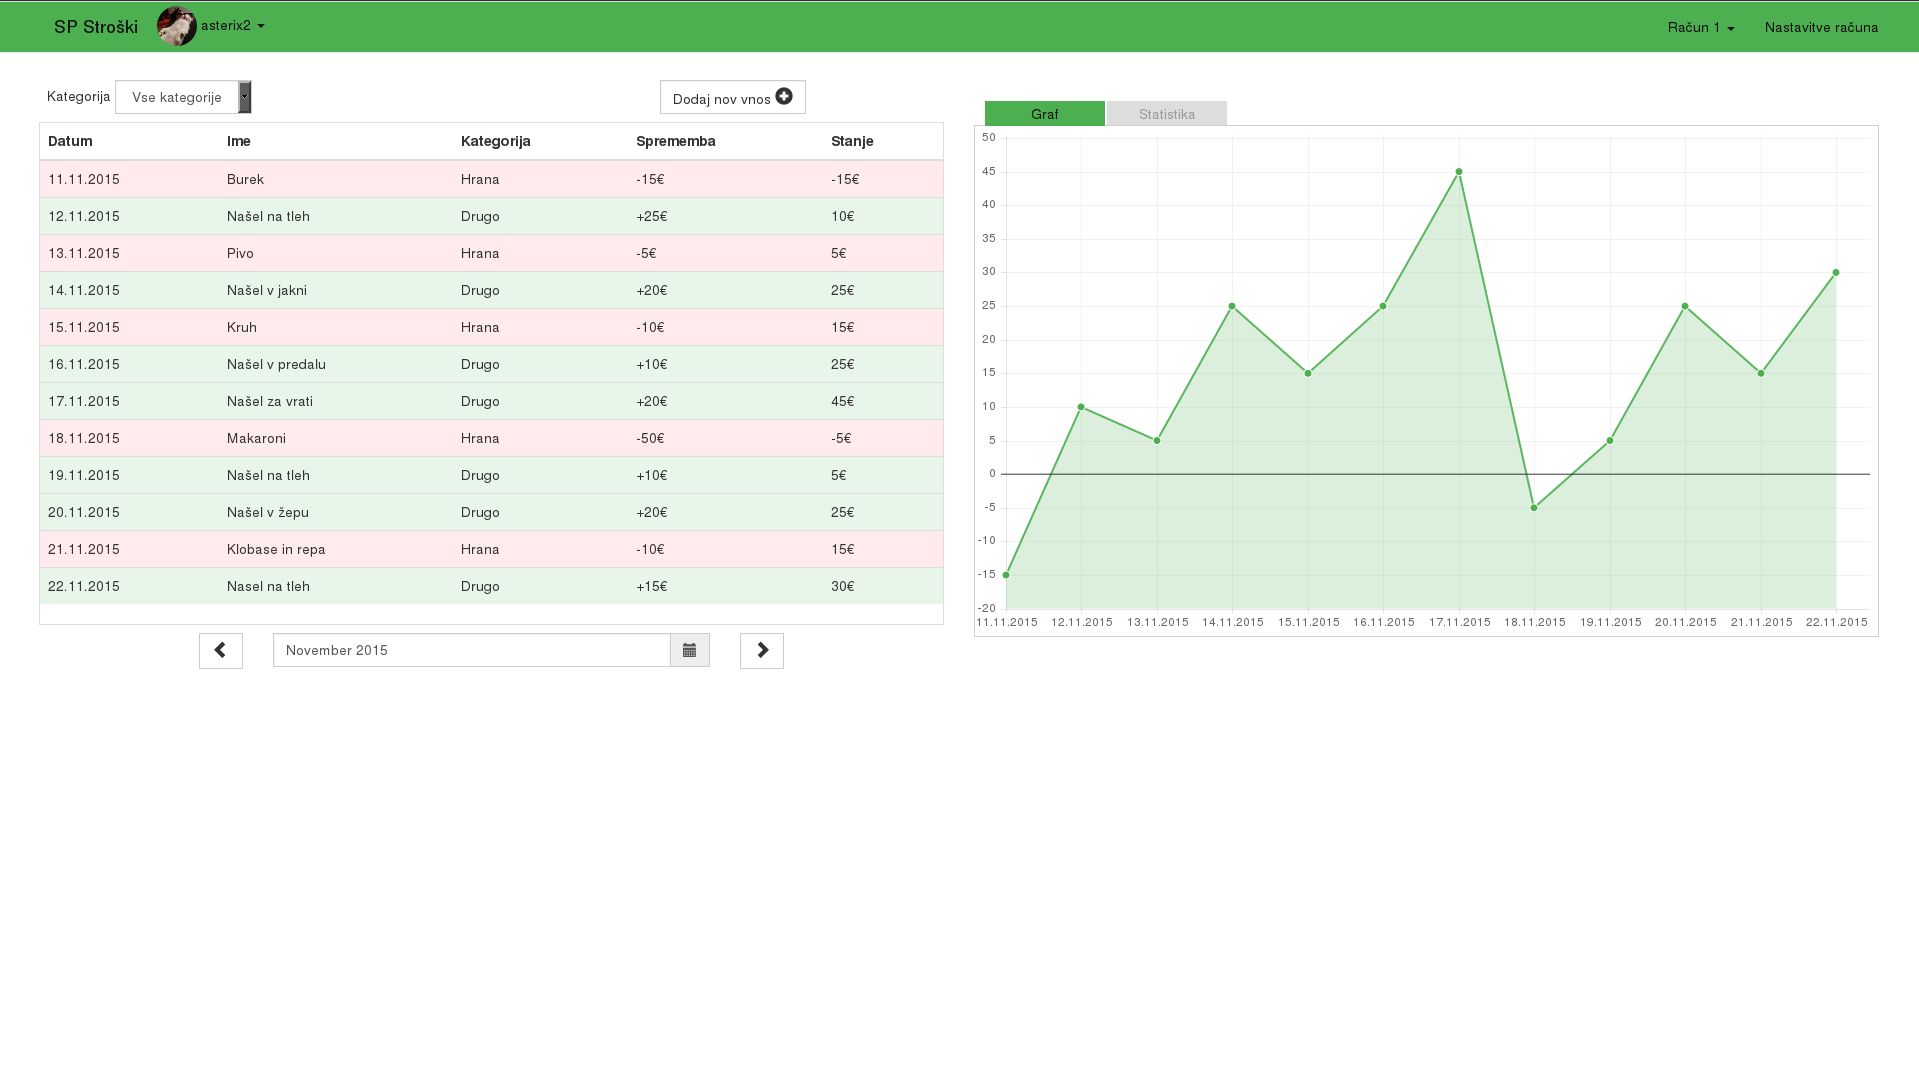 SP Stroški asterix2 Račun 1 Nastavitve računa
Kategorija Vse kategorije Dodaj nov vnos
Datum Ime Kategorija Sprememba Stanje
11.11.2015 Burek Hrana -15€ -15€
12.11.2015 Našel na tleh Drugo +25€ 10€
13.11.2015 Pivo Hrana -5€ 5€
14.11.2015 Našel v jakni Drugo +20€ 25€
15.11.2015 Kruh Hrana -10€ 15€
16.11.2015 Našel v predalu Drugo +10€ 25€
17.11.2015 Našel za vrati Drugo +20€ 45€
18.11.2015 Makaroni Hrana -50€ -5€
19.11.2015 Našel na tleh Drugo +10€ 5€
20.11.2015 Našel v žepu Drugo +20€ 25€
21.11.2015 Klobase in repa Hrana -10€ 15€
22.11.2015 Nasel na tleh Drugo +15€ 30€
November 2015
Graf Statistika
50
45
40
35
30
25
20
15
10
5
0
-5
-10
-15
-20
11.11.2015 12.11.2015 13.11.2015 14.11.2015 15.11.2015 16.11.2015 17.11.2015 18.11.2015 19.11.2015 20.11.2015 21.11.2015 22.11.2015